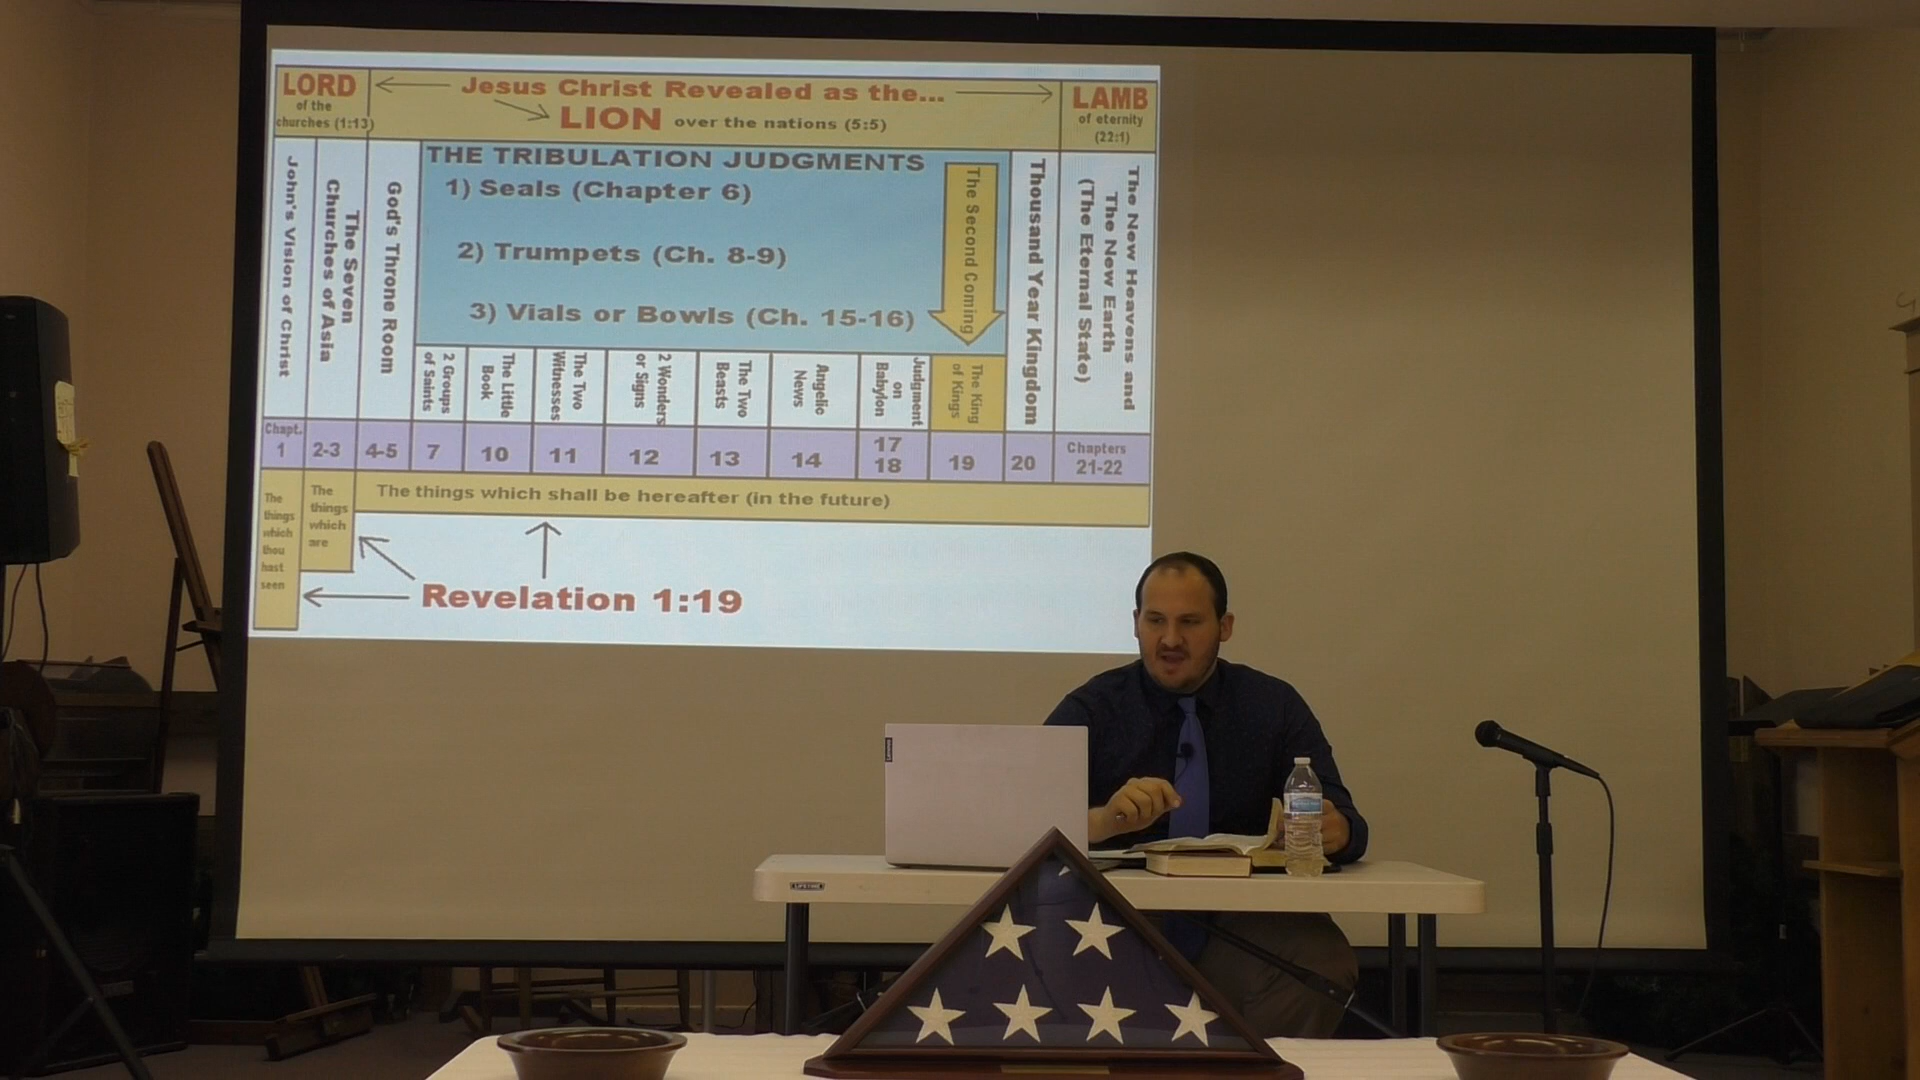 LORD
of the
churches (1:13)
Jesus Christ Revealed as the...
LION over the nations (5:5)
LAMB
of eternity
(22:1)
John's Vision of Christ
The Seven
Churches of Asia
God's Throne Room
THE TRIBULATION JUDGMENTS
1) Seals (Chapter 6)
2) Trumpets (Ch. 8-9)
3) Vials or Bowls (Ch. 15-16)
The Second Coming
Thousand Year Kingdom
The New Heavens and
The New Earth
(The Eternal State)
2 Groups
of Saints
The Little
Book
The Two
Witnesses
2 Wonders
or Signs
The Two
Beasts
Angelic
News
Judgment
on
Babylon
The King
of Kings
Chapt.
1
2-3
4-5
7
10
11
12
13
14
17
18
19
20
Chapters
21-22
The
things
which
thou
hast
seen
The
things
which
are
The things which shall be hereafter (in the future)
Revelation 1:19
LIFETIME